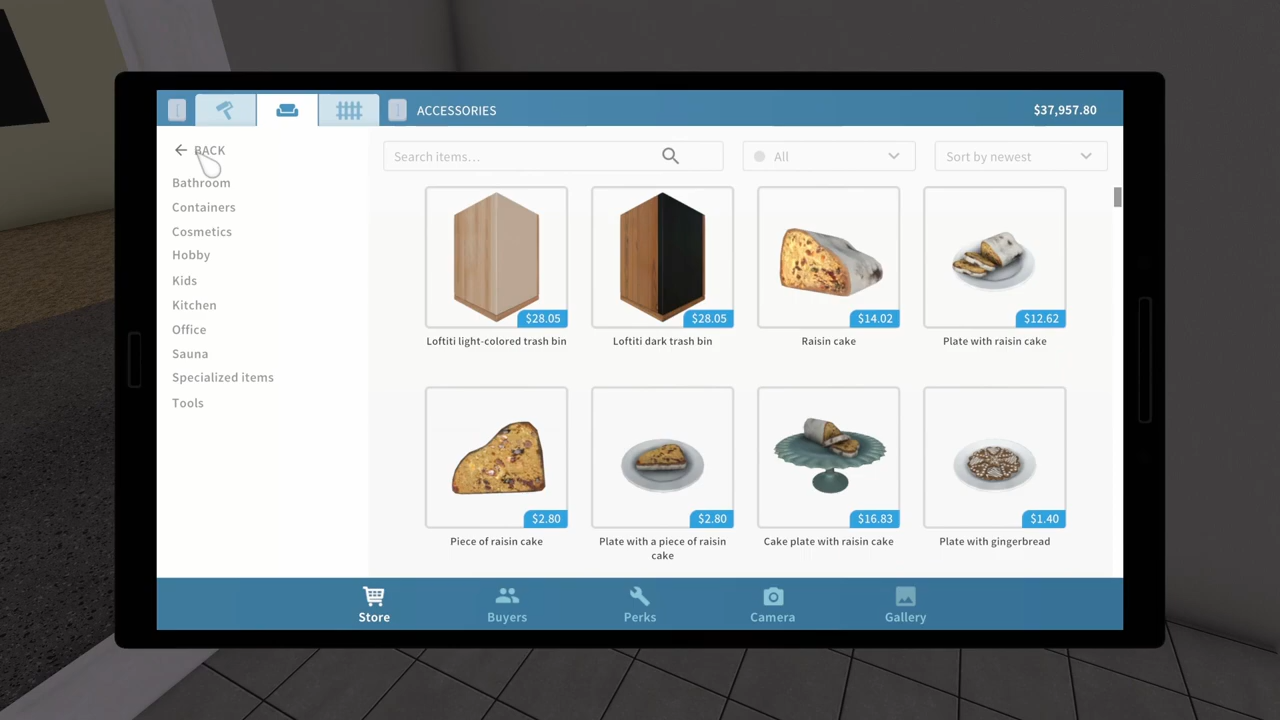 ACCESSORIES
$37,957.80
BACK
Bathroom
Containers
Cosmetics
Hobby
Kids
Kitchen
Office
Sauna
Specialized items
Tools
Search items...
All
Sort by newest
$28.05
$28.05
$14.02
$12.62
Loftiti light-colored trash bin
Loftiti dark trash bin
Raisin cake
Plate with raisin cake
$2.80
$2.80
$16.83
$1.40
Piece of raisin cake
Plate with a piece of raisin
cake
Cake plate with raisin cake
Plate with gingerbread
Store
Buyers
Perks
Camera
Gallery